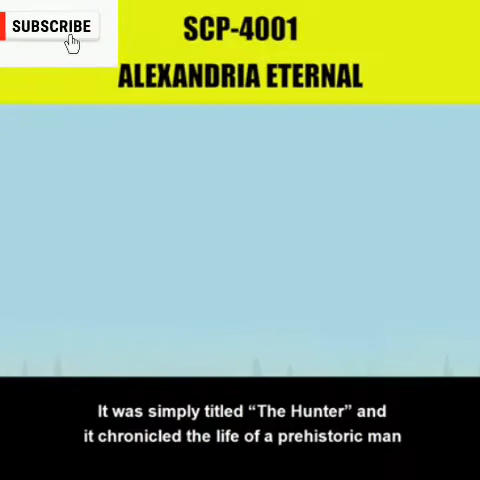 SUBSCRIBE
SCP-4001
ALEXANDRIA ETERNAL
It was simply titled “The Hunter” and
it chronicled the life of a prehistoric man